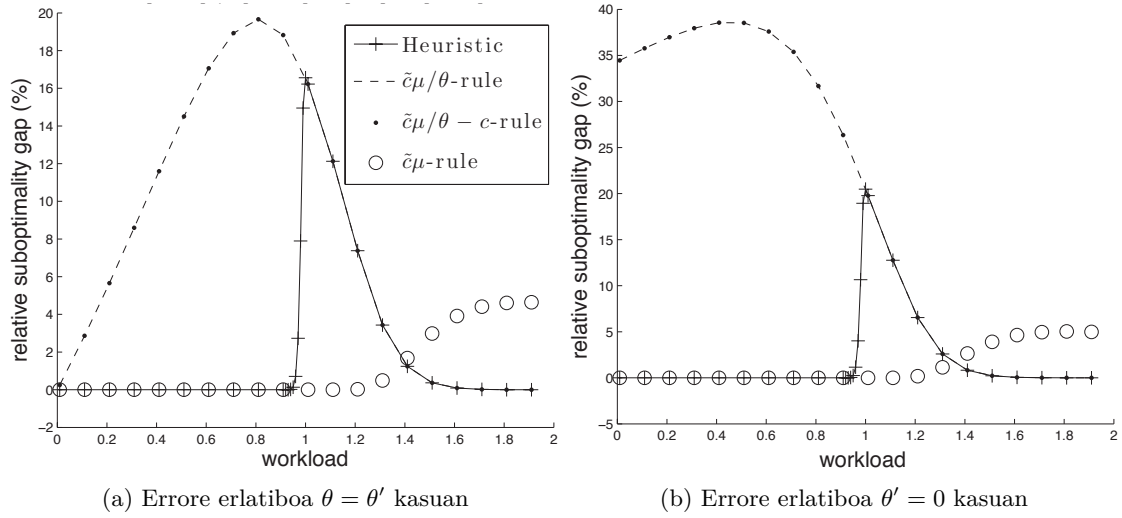 20
18
16
14
12
10
8
6
4
2
0
−2
relative suboptimality gap (%)
Heuristic
c̃μ/θ-rule
c̃μ/θ − c-rule
c̃μ-rule
0 0.2 0.4 0.6 0.8 1 1.2 1.4 1.6 1.8 2
workload
(a) Errore erlatiboa θ = θ′ kasuan
40
35
30
25
20
15
10
5
0
−5
relative suboptimality gap (%)
0 0.2 0.4 0.6 0.8 1 1.2 1.4 1.6 1.8 2
workload
(b) Errore erlatiboa θ′ = 0 kasuan